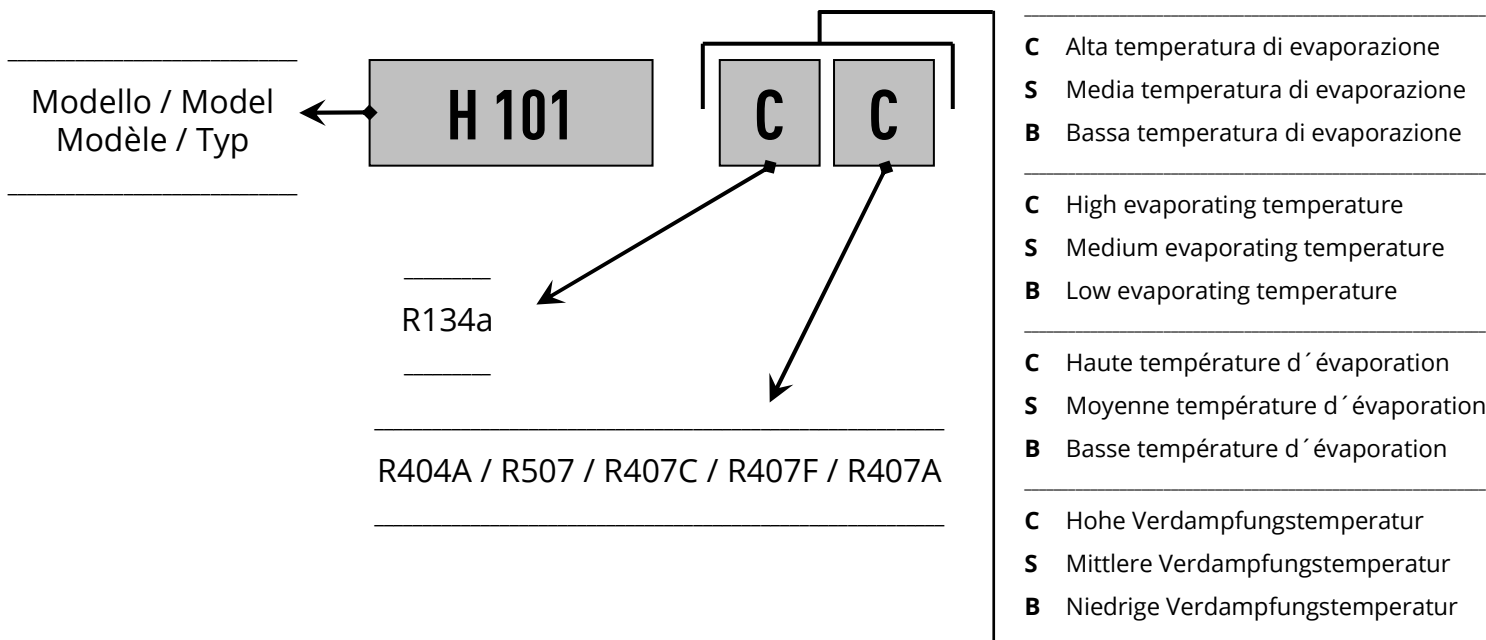 Modello / Model
Modèle / Typ
H 101
C
C
R134a
R404A / R507 / R407C / R407F / R407A
C Alta temperatura di evaporazione
S Media temperatura di evaporazione
B Bassa temperatura di evaporazione
C High evaporating temperature
S Medium evaporating temperature
B Low evaporating temperature
C Haute température d´évaporation
S Moyenne température d´évaporation
B Basse température d´évaporation
C Hohe Verdampfungstemperatur
S Mittlere Verdampfungstemperatur
B Niedrige Verdampfungstemperatur